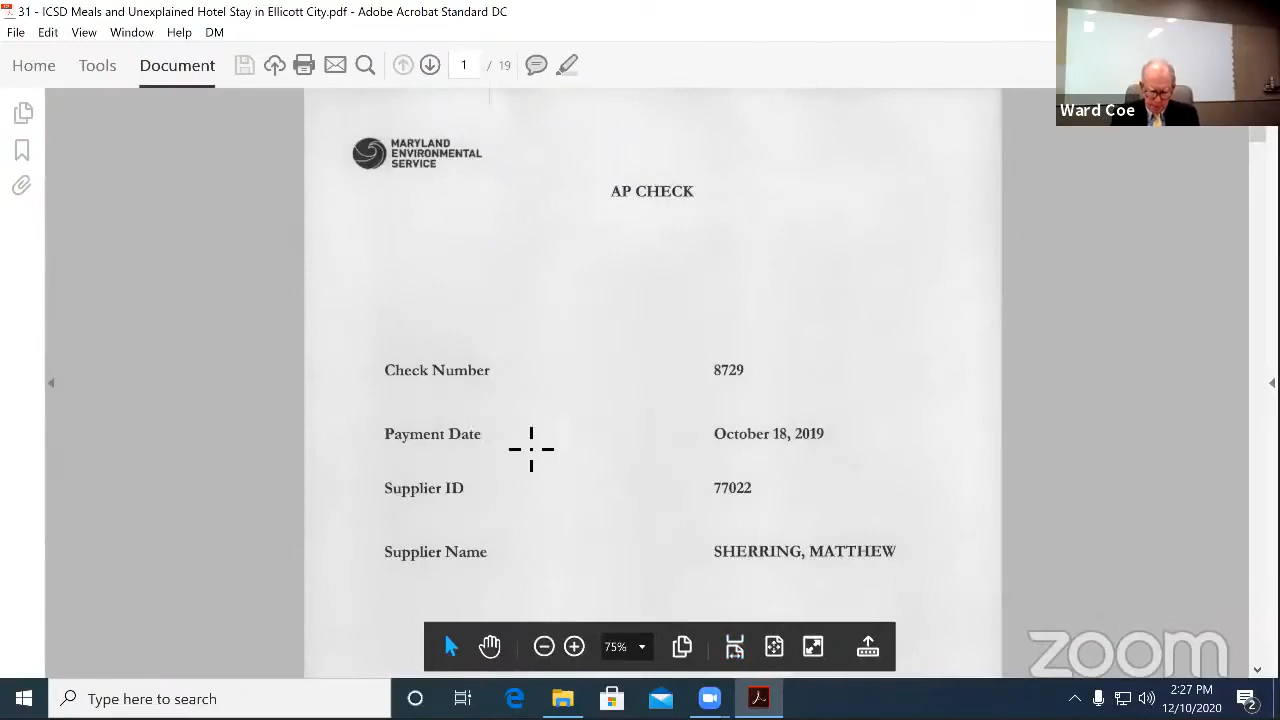 31 - ICSD Meals and Unexplained Hotel Stay in Ellicott City.pdf - Adobe Acrobat Standard DC
File Edit View Window Help DM
Home Tools Document 1 / 19
Ward Coe
MARYLAND
ENVIRONMENTAL
SERVICE
AP CHECK
Check Number 8729
Payment Date October 18, 2019
Supplier ID 77022
Supplier Name SHERRING, MATTHEW
75%
zoom
Type here to search
2:27 PM
12/10/2020
2